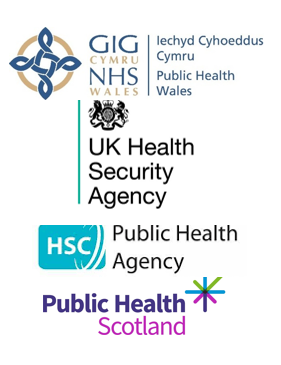 GIG
CYMRU
NHS
WALES
Iechyd Cyhoeddus
Cymru
Public Health
Wales
UK Health
Security
Agency
HSC
Public Health
Agency
Public Health
Scotland